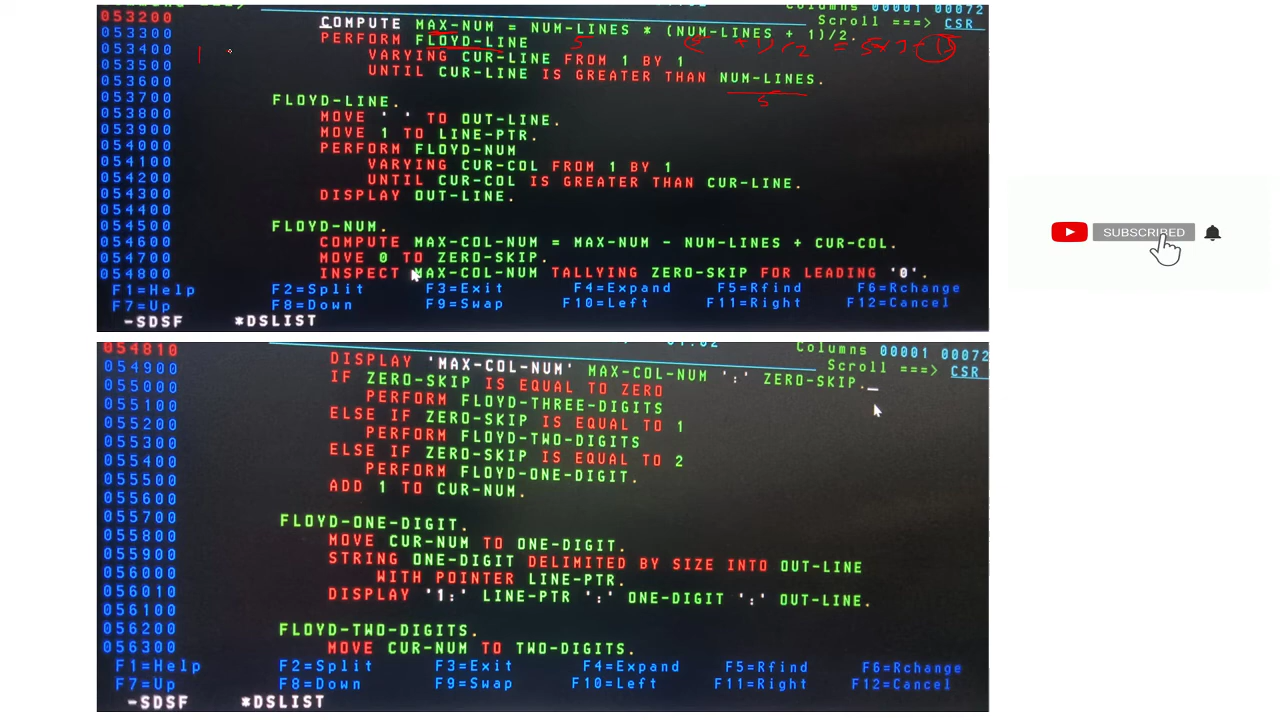 Columns 00001 00072
Scroll ===> CSR
053200
053300 COMPUTE MAX-NUM = NUM-LINES * (NUM-LINES + 1)/2.
053400 PERFORM FLOYD-LINE
053500 VARYING CUR-LINE FROM 1 BY 1
053600 UNTIL CUR-LINE IS GREATER THAN NUM-LINES.
5
053700 FLOYD-LINE.
053800 MOVE ' ' TO OUT-LINE.
053900 MOVE 1 TO LINE-PTR.
054000 PERFORM FLOYD-NUM
054100 VARYING CUR-COL FROM 1 BY 1
054200 UNTIL CUR-COL IS GREATER THAN CUR-LINE.
054300 DISPLAY OUT-LINE.
054400
054500 FLOYD-NUM.
054600 COMPUTE MAX-COL-NUM = MAX-NUM - NUM-LINES + CUR-COL.
054700 MOVE 0 TO ZERO-SKIP.
054800 INSPECT MAX-COL-NUM TALLYING ZERO-SKIP FOR LEADING '0'.
F1=Help F2=Split F3=Exit F4=Expand F5=Rfind F6=Rchange
F7=Up F8=Down F9=Swap F10=Left F11=Right F12=Cancel
-SDSF *DSLIST
SUBSCRIBED
Columns 00001 00072
Scroll ===> CSR
054810 DISPLAY 'MAX-COL-NUM' MAX-COL-NUM ':' ZERO-SKIP.
054900 IF ZERO-SKIP IS EQUAL TO ZERO
055000 PERFORM FLOYD-THREE-DIGITS
055100 ELSE IF ZERO-SKIP IS EQUAL TO 1
055200 PERFORM FLOYD-TWO-DIGITS
055300 ELSE IF ZERO-SKIP IS EQUAL TO 2
055400 PERFORM FLOYD-ONE-DIGIT.
055500 ADD 1 TO CUR-NUM.
055600
055700 FLOYD-ONE-DIGIT.
055800 MOVE CUR-NUM TO ONE-DIGIT.
055900 STRING ONE-DIGIT DELIMITED BY SIZE INTO OUT-LINE
056000 WITH POINTER LINE-PTR.
056010 DISPLAY '1:' LINE-PTR ':' ONE-DIGIT ':' OUT-LINE.
056100
056200 FLOYD-TWO-DIGITS.
056300 MOVE CUR-NUM TO TWO-DIGITS.
F1=Help F2=Split F3=Exit F4=Expand F5=Rfind F6=Rchange
F7=Up F8=Down F9=Swap F10=Left F11=Right F12=Cancel
-SDSF *DSLIST